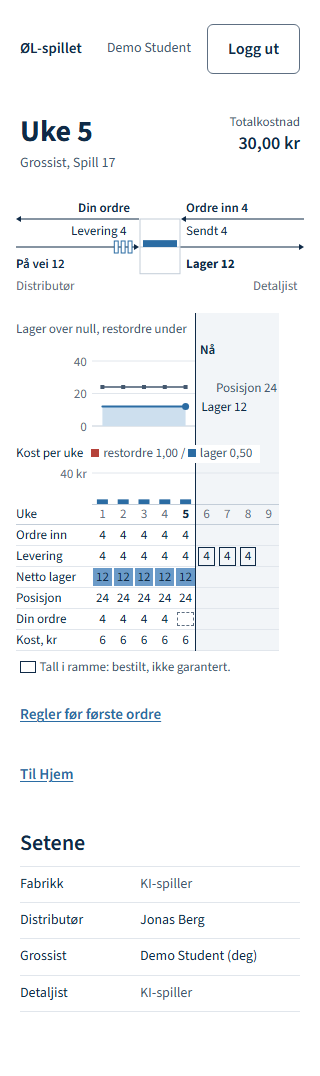 ØL-spillet Demo Student Logg ut
Uke 5 Totalkostnad
30,00 kr
Grossist, Spill 17
Din ordre Ordre inn 4
Levering 4 Sendt 4
På vei 12 Lager 12
Distributør Detaljist
Lager over null, restordre under
Nå
40
20 Posisjon 24
Lager 12
0
Kost per uke restordre 1,00 / lager 0,50
40 kr
Uke 1 2 3 4 5 6 7 8 9
Ordre inn 4 4 4 4 4
Levering 4 4 4 4 4 4 4 4
Netto lager 12 12 12 12 12
Posisjon 24 24 24 24 24
Din ordre 4 4 4 4
Kost, kr 6 6 6 6 6
Tall i ramme: bestilt, ikke garantert.
Regler før første ordre
Til Hjem
Setene
Fabrikk KI-spiller
Distributør Jonas Berg
Grossist Demo Student (deg)
Detaljist KI-spiller